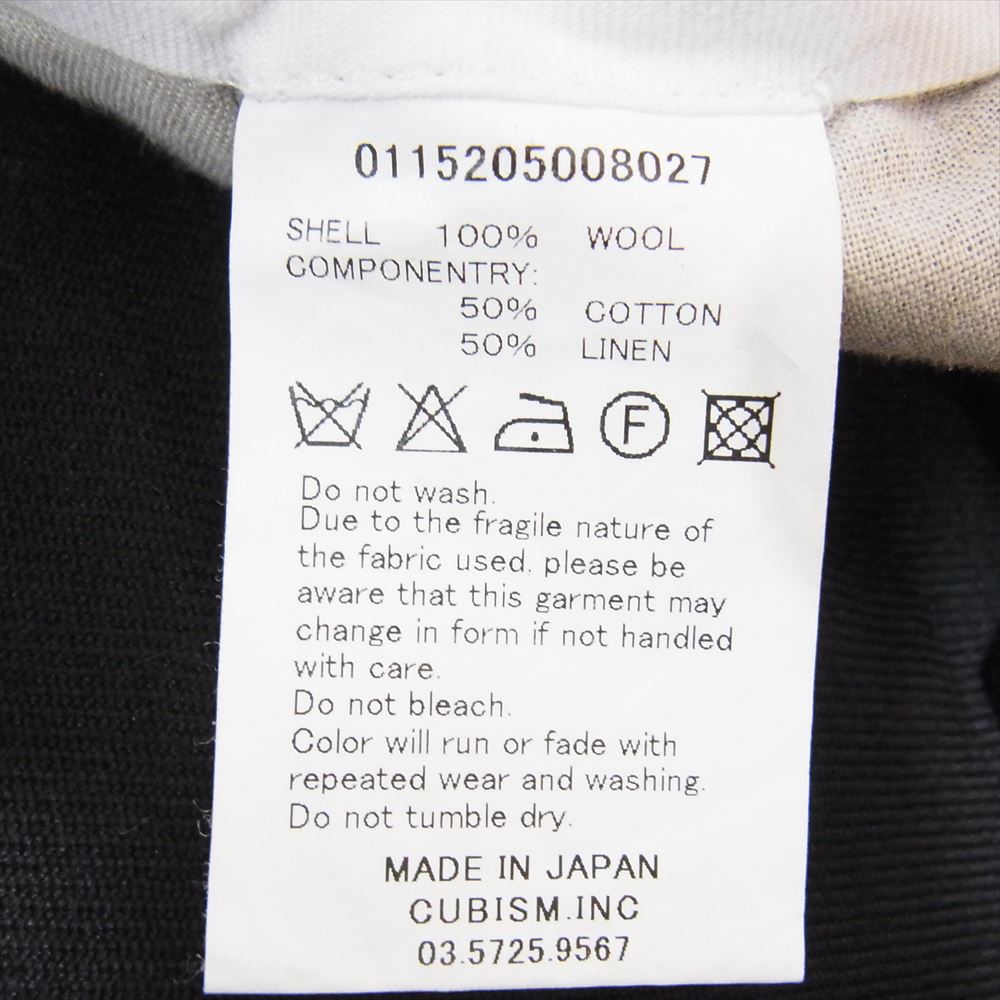 0115205008027
SHELL 100% WOOL
COMPONENTRY:
50% COTTON
50% LINEN
F
Do not wash.
Due to the fragile nature of
the fabric used, please be
aware that this garment may
change in form if not handled
with care.
Do not bleach.
Color will run or fade with
repeated wear and washing.
Do not tumble dry.
MADE IN JAPAN
CUBISM.INC
03.5725.9567